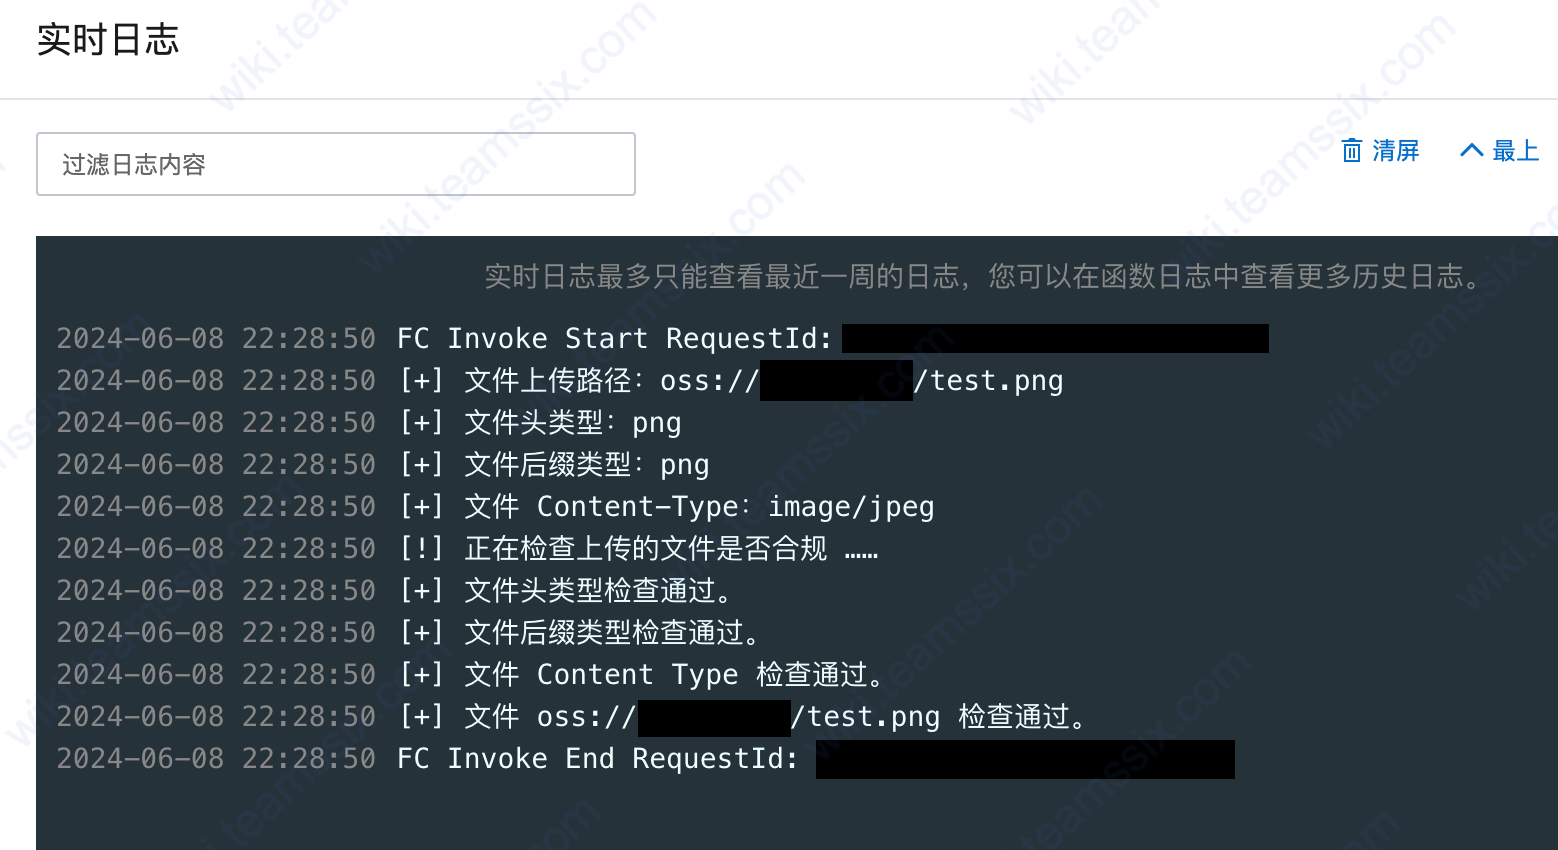 实时日志
过滤日志内容
清屏 最上
实时日志最多只能查看最近一周的日志，您可以在函数日志中查看更多历史日志。
2024-06-08 22:28:50 FC Invoke Start RequestId:
2024-06-08 22:28:50 [+] 文件上传路径：oss:// /test.png
2024-06-08 22:28:50 [+] 文件头类型：png
2024-06-08 22:28:50 [+] 文件后缀类型：png
2024-06-08 22:28:50 [+] 文件 Content-Type：image/jpeg
2024-06-08 22:28:50 [!] 正在检查上传的文件是否合规 ……
2024-06-08 22:28:50 [+] 文件头类型检查通过。
2024-06-08 22:28:50 [+] 文件后缀类型检查通过。
2024-06-08 22:28:50 [+] 文件 Content Type 检查通过。
2024-06-08 22:28:50 [+] 文件 oss:// /test.png 检查通过。
2024-06-08 22:28:50 FC Invoke End RequestId:
wiki.teamssix.com